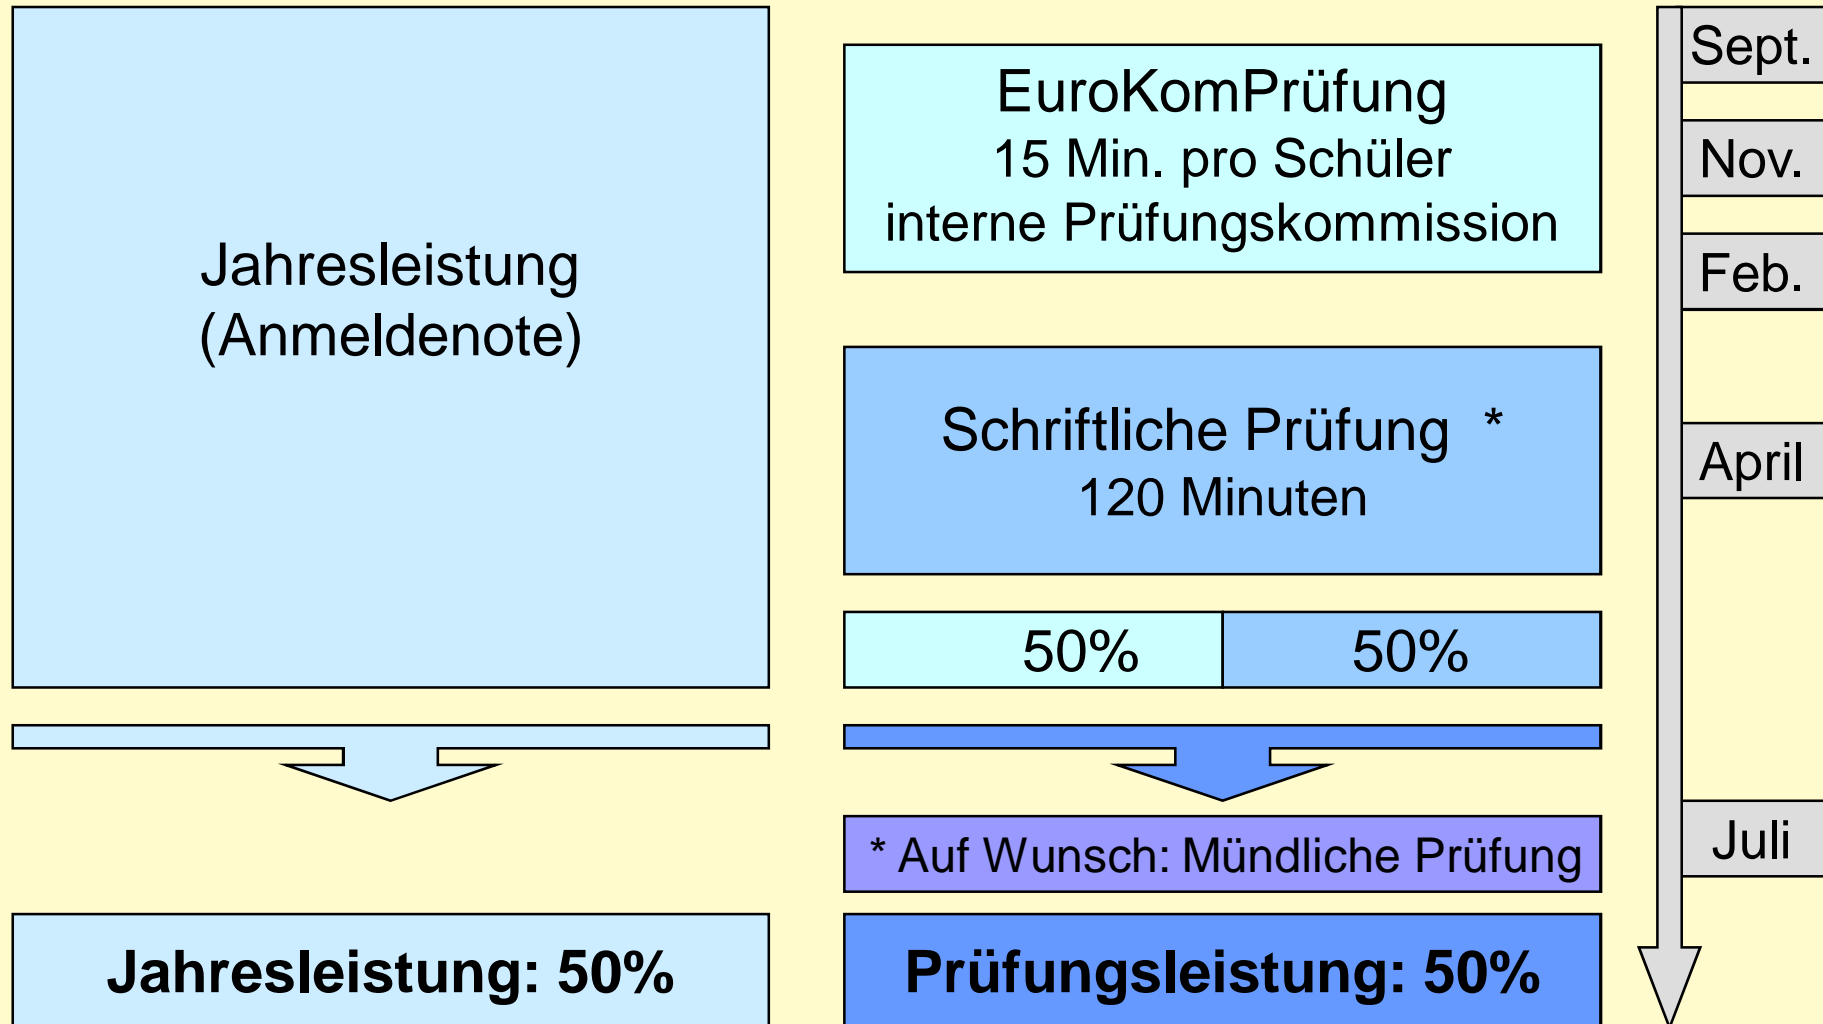 Jahresleistung
(Anmeldenote)
EuroKomPrüfung
15 Min. pro Schüler
interne Prüfungskommission
Schriftliche Prüfung *
120 Minuten
50% 50%
* Auf Wunsch: Mündliche Prüfung
Jahresleistung: 50%
Prüfungsleistung: 50%
Sept.
Nov.
Feb.
April
Juli